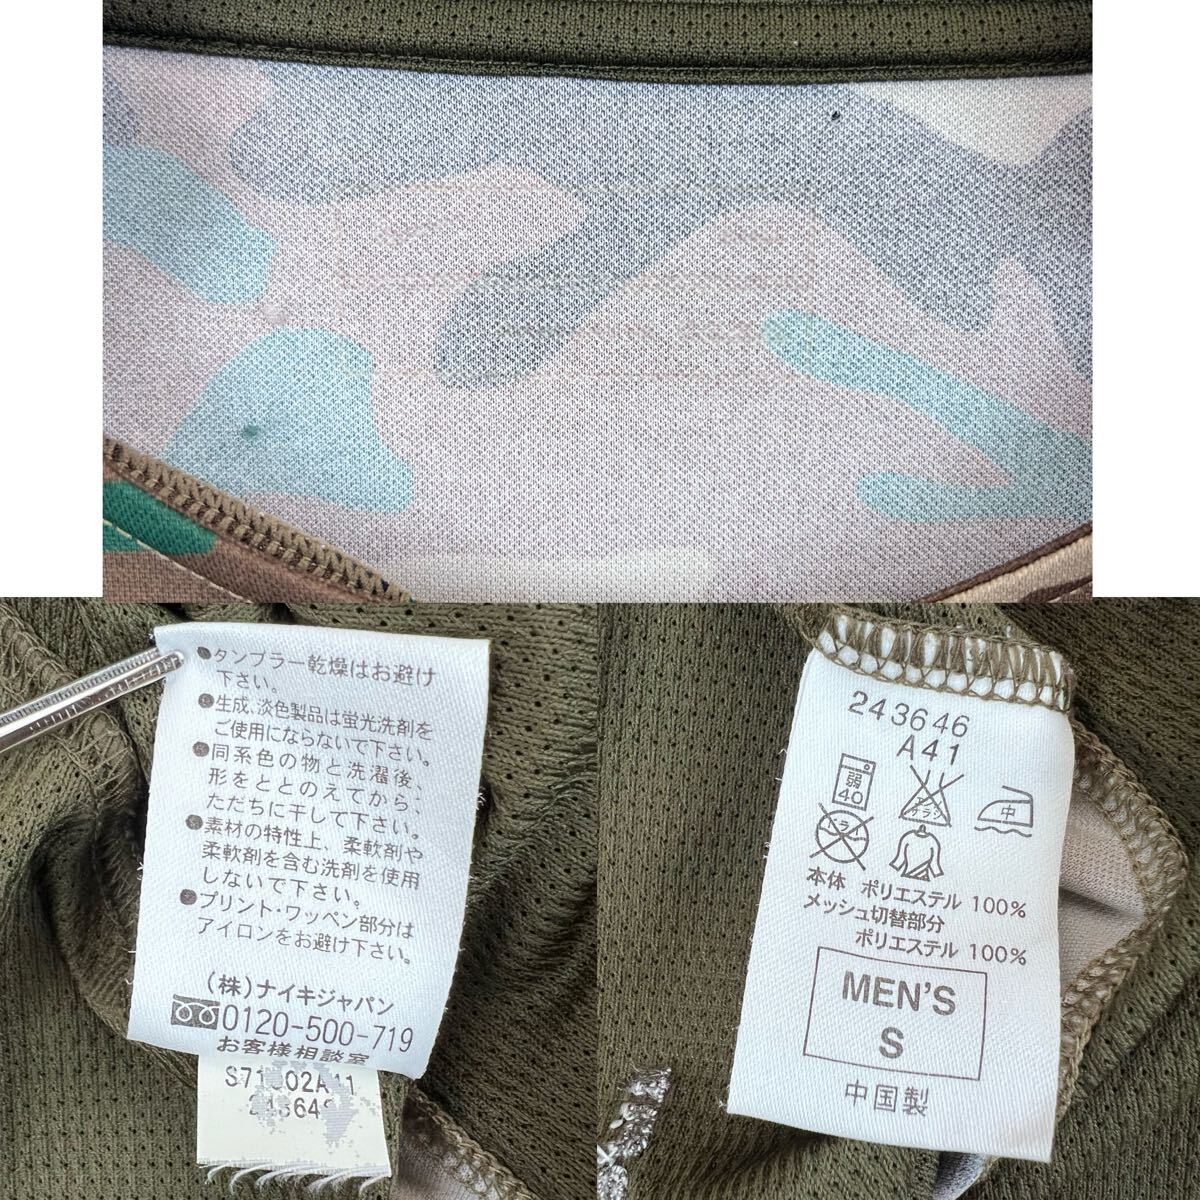 ●タンブラー乾燥はお避け
下さい。
●生成、淡色製品は蛍光洗剤を
ご使用にならないで下さい。
●同系色の物と洗濯後、
形をととのえてから、
ただちに干して下さい。
●素材の特性上、柔軟剤や
柔軟剤を含む洗剤を使用
しないで下さい。
●プリント・ワッペン部分は
アイロンをお避け下さい。
(株)ナイキジャパン
0120-500-719
お客様相談室
243646
A41
弱
40
エンソ
サラシ
中
本体 ポリエステル 100%
メッシュ切替部分
ポリエステル 100%
MEN'S
S
中国製